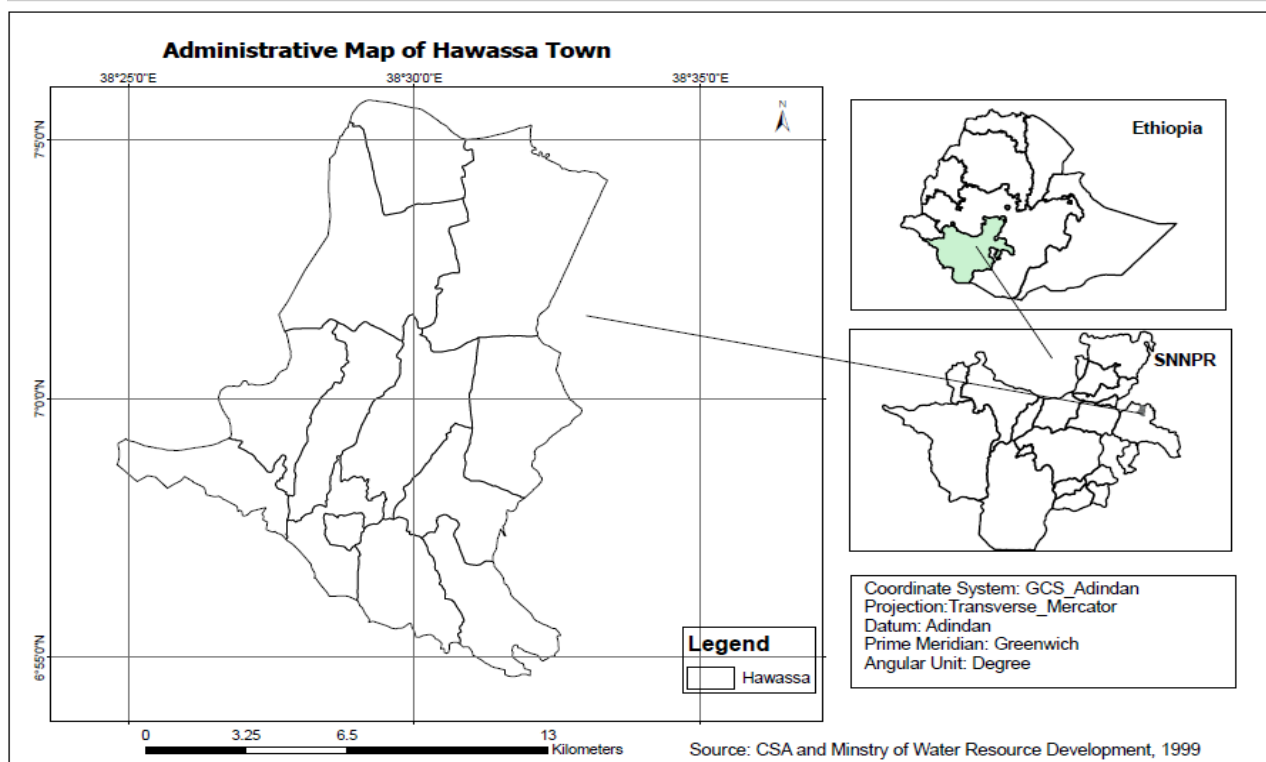 Administrative Map of Hawassa Town
38°25'0"E
38°30'0"E
38°35'0"E
7°5'0"N
7°0'0"N
6°55'0"N
N
Legend
Hawassa
0
3.25
6.5
13
Kilometers
Ethiopia
SNNPR
Coordinate System: GCS_Adindan
Projection:Transverse_Mercator
Datum: Adindan
Prime Meridian: Greenwich
Angular Unit: Degree
Source: CSA and Minstry of Water Resource Development, 1999